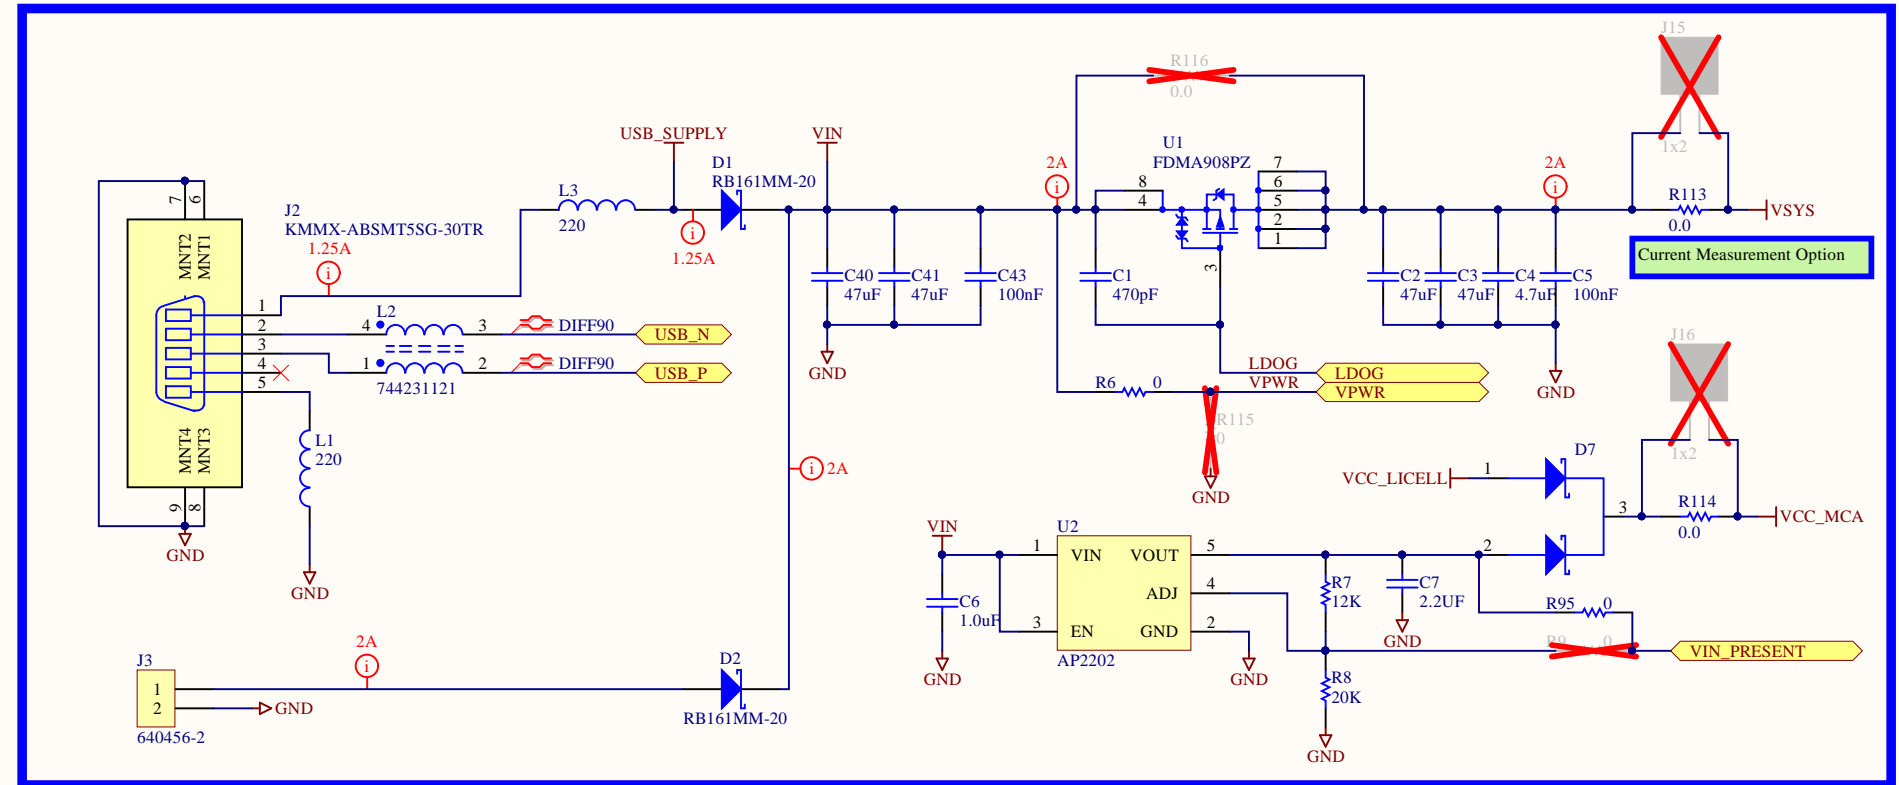 J15
R116
0.0
1x2
USB_SUPPLY
VIN
D1
RB161MM-20
U1
FDMA908PZ
2A
i
8
4
7
6
5
2
1
3
2A
i
R113
0.0
VSYS
Current Measurement Option
L3
220
i
1.25A
J2
KMMX-ABSMT5SG-30TR
1.25A
i
7
6
MNT2
MNT1
1
2
3
4
5
MNT4
MNT3
9
8
GND
L2
4
3
1
2
744231121
DIFF90
USB_N
DIFF90
USB_P
L1
220
GND
C40
47uF
C41
47uF
C43
100nF
GND
C1
470pF
C2
47uF
C3
47uF
C4
4.7uF
C5
100nF
GND
LDOG
LDOG
VPWR
VPWR
R6
0
R115
0
GND
i 2A
J16
1x2
D7
VCC_LICELL
1
2
3
R114
0.0
VCC_MCA
VIN
C6
1.0uF
GND
U2
1
VIN
VOUT
5
ADJ
4
3
EN
GND
2
AP2202
GND
R7
12K
C7
2.2UF
GND
R95
0
R9
0
VIN_PRESENT
R8
20K
GND
J3
1
2
640456-2
GND
2A
i
D2
RB161MM-20